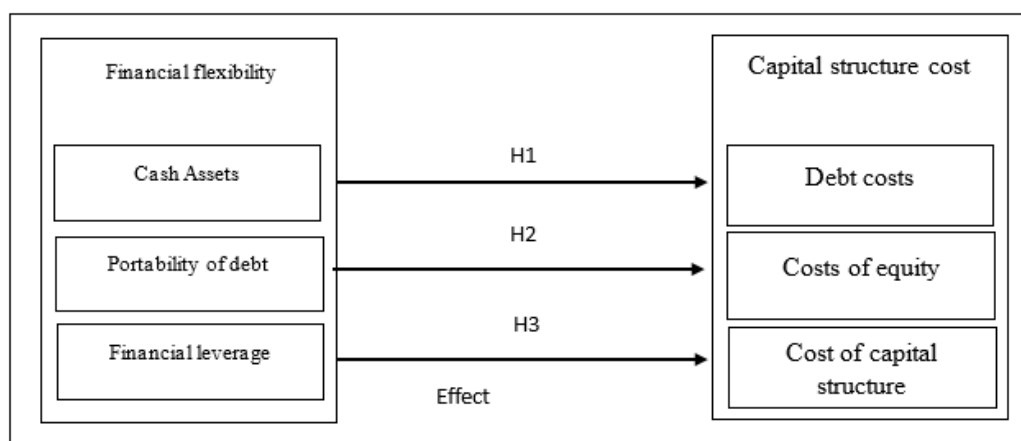 Financial flexibility
Cash Assets
Portability of debt
Financial leverage
H1
H2
H3
Effect
Capital structure cost
Debt costs
Costs of equity
Cost of capital
structure